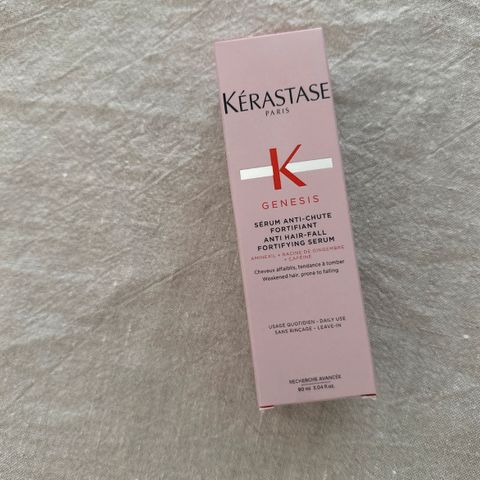 KÉRASTASE
PARIS
K
GENESIS
SÉRUM ANTI-CHUTE
FORTIFIANT
ANTI HAIR-FALL
FORTIFYING SERUM
AMINEXIL + RACINE DE GINGEMBRE
+ CAFÉINE
Cheveux affaiblis, tendance à tomber
Weakened hair, prone to falling
USAGE QUOTIDIEN - DAILY USE
SANS RINÇAGE - LEAVE-IN
RECHERCHE AVANCÉE
90 ml 3.04 fl.oz.